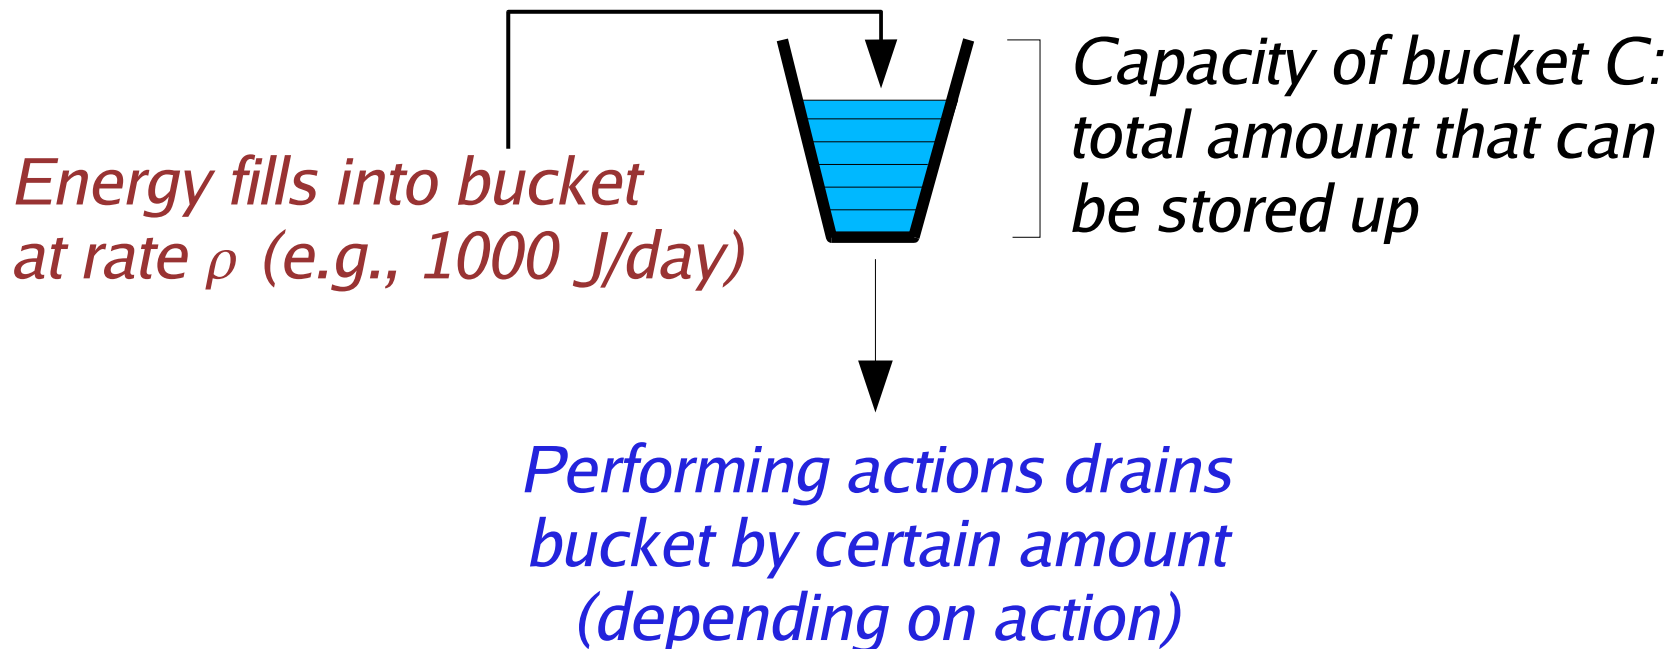 Energy fills into bucket
at rate ρ (e.g., 1000 J/day)
Capacity of bucket C:
total amount that can
be stored up
Performing actions drains
bucket by certain amount
(depending on action)